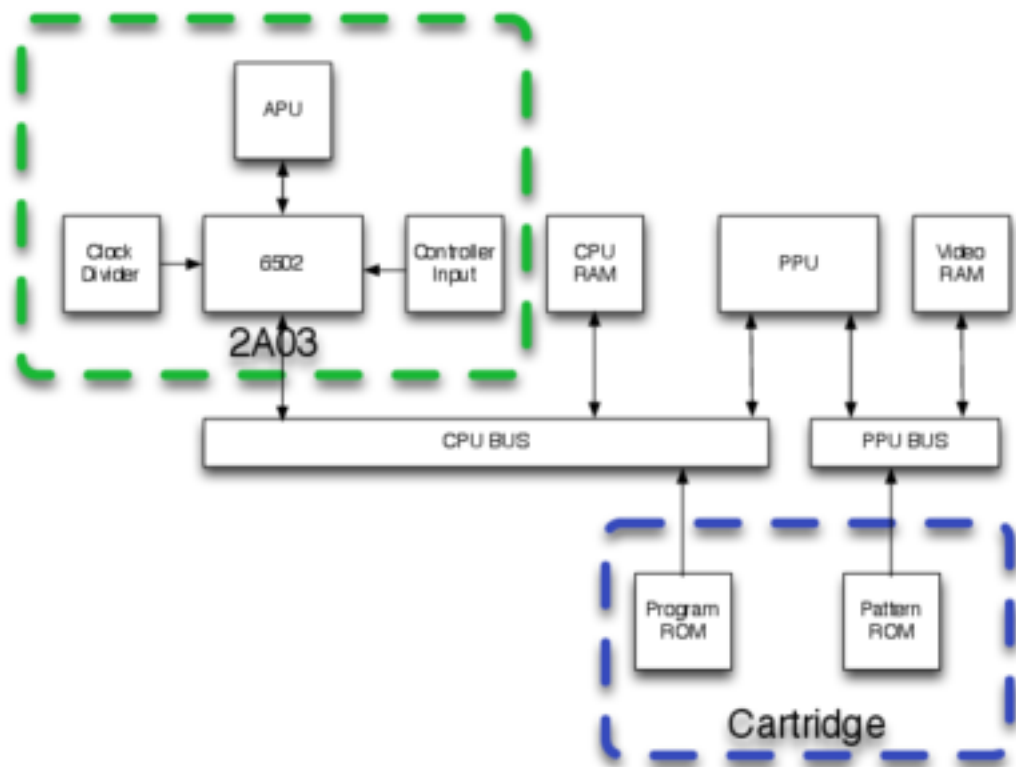 APU
Clock
Divider
6502
Controller
Input
CPU
RAM
PPU
Video
RAM
2A03
CPU BUS
PPU BUS
Program
ROM
Pattern
ROM
Cartridge